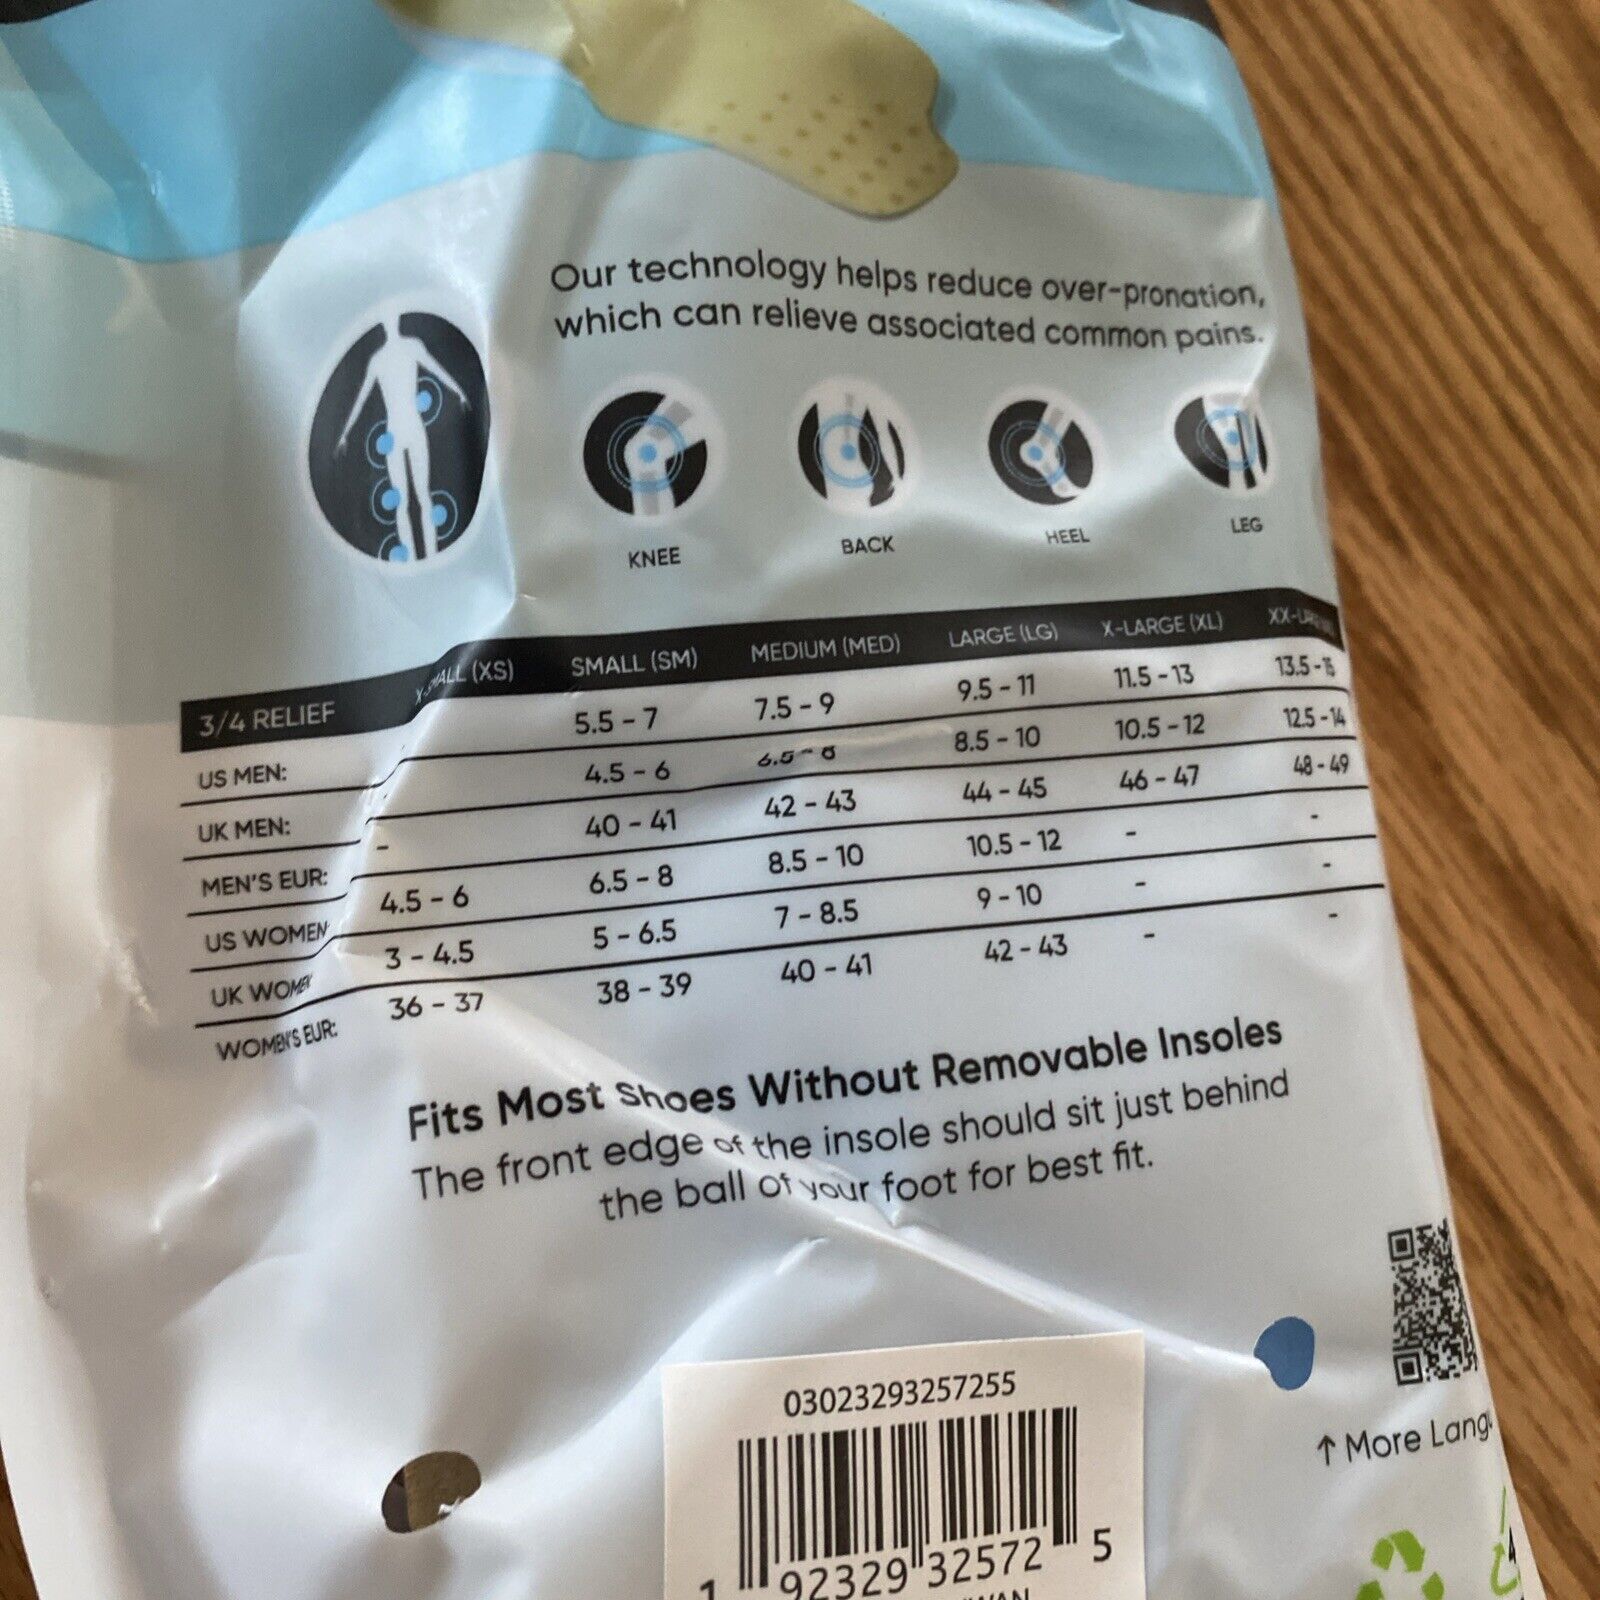 Our technology helps reduce over-pronation,
which can relieve associated common pains.
KNEE BACK HEEL LEG
3/4 RELIEF X-SMALL (XS) SMALL (SM) MEDIUM (MED) LARGE (LG) X-LARGE (XL)
US MEN: 5.5 - 7 7.5 - 9 9.5 - 11 11.5 - 13 13.5 - 15
UK MEN: 4.5 - 6 6.5 - 8 8.5 - 10 10.5 - 12 12.5 - 14
MEN'S EUR: - 40 - 41 42 - 43 44 - 45 46 - 47 48 - 49
US WOMEN 4.5 - 6 6.5 - 8 8.5 - 10 10.5 - 12 - -
UK WOMEN 3 - 4.5 5 - 6.5 7 - 8.5 9 - 10 - -
WOMEN'S EUR: 36 - 37 38 - 39 40 - 41 42 - 43 - -
Fits Most Shoes Without Removable Insoles
The front edge of the insole should sit just behind
the ball of your foot for best fit.
↑ More
03023293257255
1 92329 32572 5